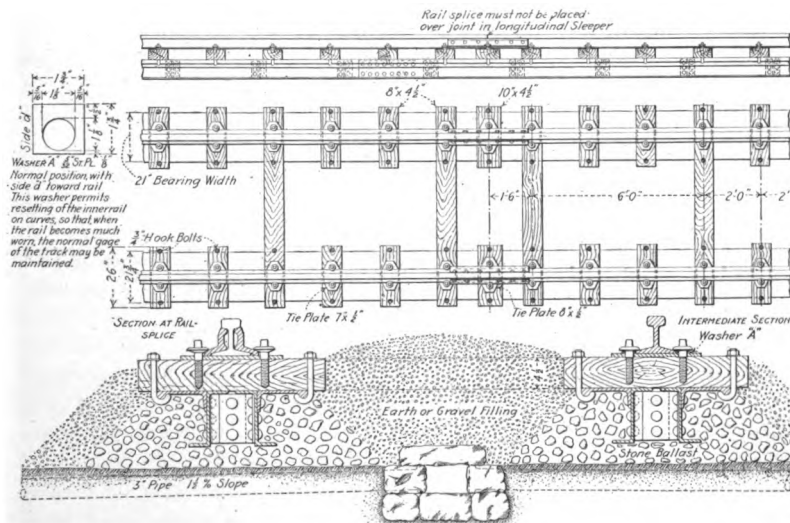 Rail splice must not be placed
over joint in longitudinal Sleeper
8"x 4½"
10"x 4½"
Side "d"
WASHER "A"
Normal position, with
side "d" toward rail
This washer permits
resetting of the inner rail
on curves, so that, when
the rail becomes much
worn, the normal gage
of the track may be
maintained.
21" Bearing Width
1'-6"
6'-0"
2'-0"
2'
Hook Bolts
26"
Tie Plate 7"x ½"
Tie Plate 8"x ½"
SECTION AT RAIL-
SPLICE
INTERMEDIATE SECTION
Washer "A"
4½"
Earth or Gravel Filling
Stone Ballast
3" Pipe 1½ % Slope